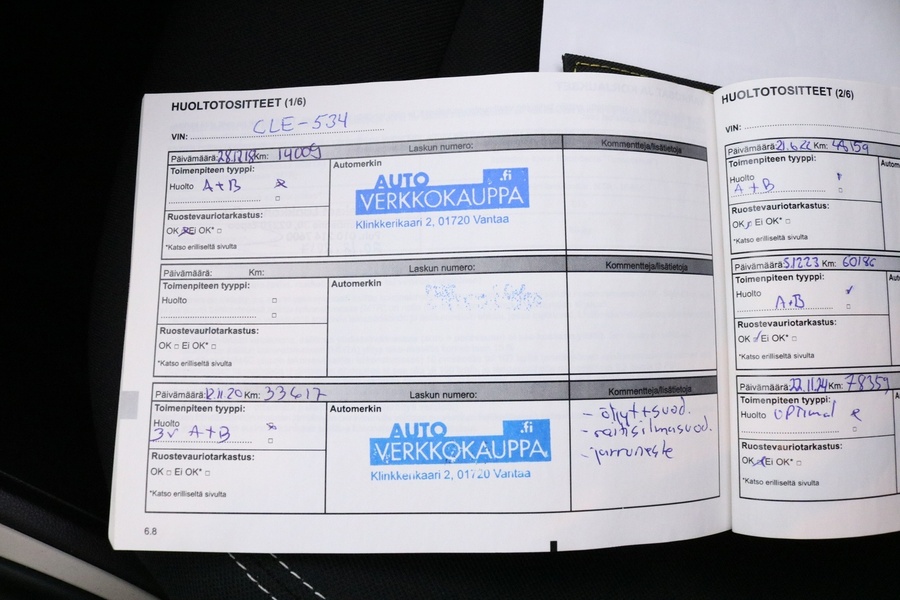 HUOLTOTOSITTEET (1/6)
VIN: CLE-534
Päivämäärä: 28.12.18 Km: 14009 Laskun numero: Kommentteja/lisätietoja
Toimenpiteen tyyppi: Automerkin
Huolto A+B
AUTO
VERKKOKAUPPA .fi
Klinkkerikaari 2, 01720 Vantaa
Ruostevauriotarkastus:
OK Ei OK*
*Katso erilliseltä sivulta
Päivämäärä: Km: Laskun numero: Kommentteja/lisätietoja
Toimenpiteen tyyppi: Automerkin
Huolto
Ruostevauriotarkastus:
OK Ei OK*
*Katso erilliseltä sivulta
Päivämäärä: 12.11.20 Km: 33617 Laskun numero: Kommentteja/lisätietoja
Toimenpiteen tyyppi: Automerkin
Huolto
3v A+B
AUTO
VERKKOKAUPPA .fi
Klinkkerikaari 2, 01720 Vantaa
- öljyt+suod.
- raitisilmasuod.
- jarruneste
Ruostevauriotarkastus:
OK Ei OK*
*Katso erilliseltä sivulta
6.8
HUOLTOTOSITTEET (2/6)
VIN:
Päivämäärä: 21.6.22 Km: 48159
Toimenpiteen tyyppi:
Huolto
A+B
Ruostevauriotarkastus:
OK Ei OK*
*Katso erilliseltä sivulta
Päivämäärä: 5.12.23 Km: 60186
Toimenpiteen tyyppi:
Huolto
A+B
Ruostevauriotarkastus:
OK Ei OK*
*Katso erilliseltä sivulta
Päivämäärä: 22.11.24 Km: 78359
Toimenpiteen tyyppi:
Huolto OPTimal
Ruostevauriotarkastus:
OK Ei OK*
*Katso erilliseltä sivulta